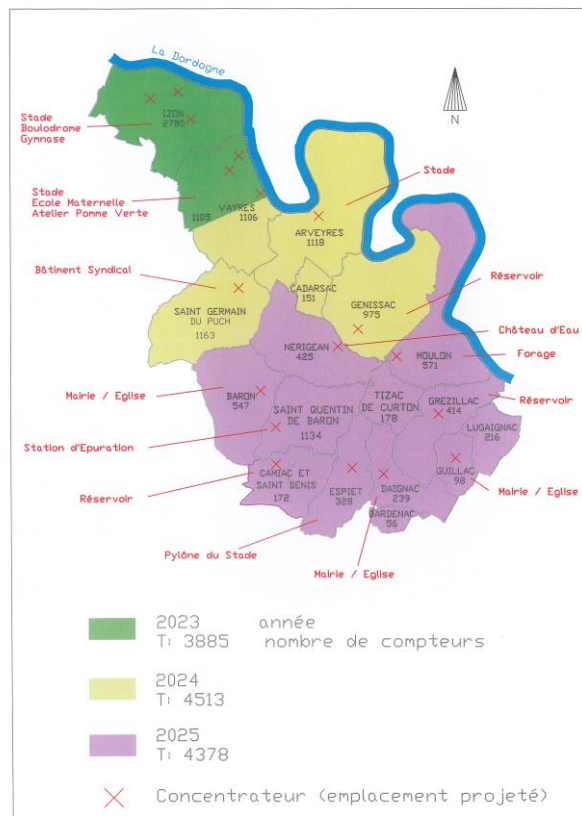 La Dordogne
N
IZON
2780
Stade
Boulodrome
Gymnase
Stade
Ecole Maternelle
Atelier Pomme Verte
1105
VAYRES
1106
Stade
ARVEYRES
1118
Bâtiment Syndical
CADARSAC
151
Réservoir
SAINT GERMAIN
DU PUCH
1163
GENISSAC
975
Château d'Eau
NERIGEAN
425
MOULON
571
Forage
Mairie / Eglise
BARON
547
TIZAC
DE CURTON
178
GREZILLAC
414
Réservoir
SAINT QUENTIN
DE BARON
1134
LUGAIGNAC
216
Station d'Epuration
GUILLAC
98
Réservoir
CAMIAC ET
SAINT DENIS
172
ESPIET
328
DAIGNAC
239
Mairie / Eglise
DARDENAC
56
Pylône du Stade
Mairie / Eglise
2023 année
T: 3885 nombre de compteurs
2024
T: 4513
2025
T: 4378
Concentrateur (emplacement projeté)